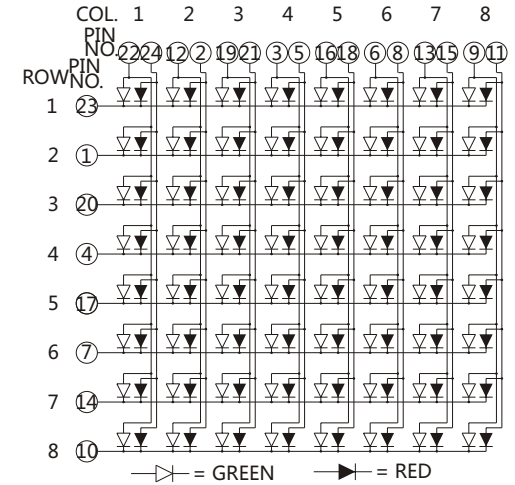 COL. 1 2 3 4 5 6 7 8
PIN
NO. 22 24 12 2 19 21 3 5 16 18 6 8 13 15 9 11
PIN
ROW NO.
1 23
2 1
3 20
4 4
5 17
6 7
7 14
8 10
= GREEN = RED